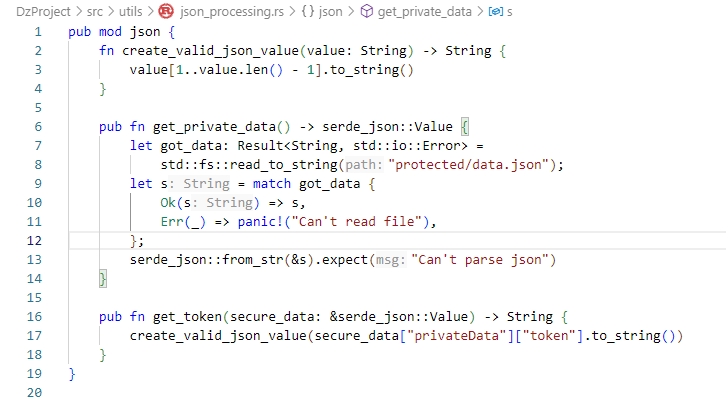 DzProject > src > utils > json_processing.rs > {} json > get_private_data > s
1 pub mod json {
2     fn create_valid_json_value(value: String) -> String {
3         value[1..value.len() - 1].to_string()
4     }
5
6     pub fn get_private_data() -> serde_json::Value {
7         let got_data: Result<String, std::io::Error> =
8             std::fs::read_to_string(path: "protected/data.json");
9         let s: String = match got_data {
10             Ok(s: String) => s,
11             Err(_) => panic!("Can't read file"),
12         };
13         serde_json::from_str(&s).expect(msg: "Can't parse json")
14     }
15
16     pub fn get_token(secure_data: &serde_json::Value) -> String {
17         create_valid_json_value(secure_data["privateData"]["token"].to_string())
18     }
19 }
20